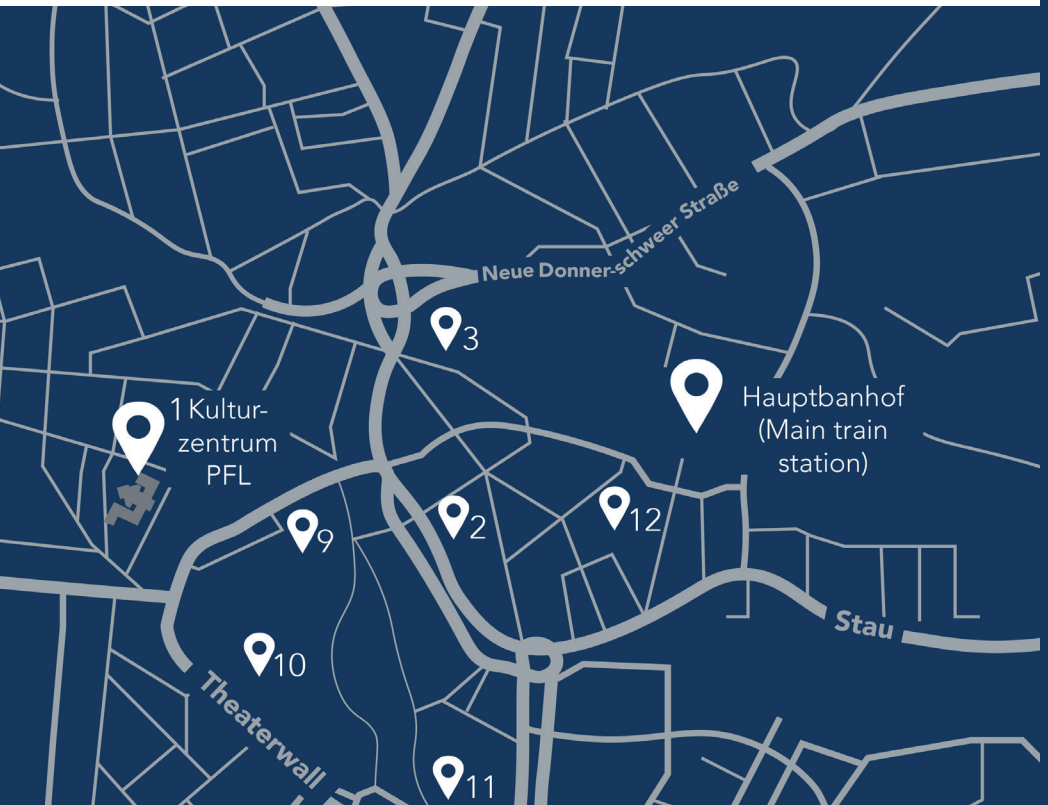 Neue Donner-schweer Straße
3
1 Kultur-
zentrum
PFL
Hauptbanhof
(Main train
station)
9
2
12
Stau
10
Theaterwall
11